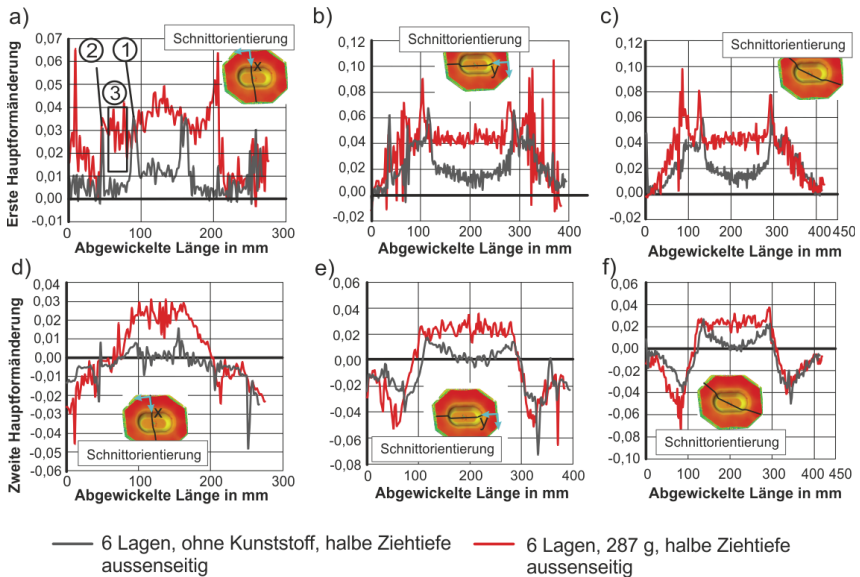 a)
Erste Hauptformänderung
0,07
0,06
0,05
0,04
0,03
0,02
0,01
0,00
-0,01
2
1
3
Schnittorientierung
x
0 100 200 300
Abgewickelte Länge in mm
b)
0,12
0,10
0,08
0,06
0,04
0,02
0,00
-0,02
Schnittorientierung
y
0 100 200 300 400
Abgewickelte Länge in mm
c)
0,12
0,10
0,08
0,06
0,04
0,02
0,00
-0,02
Schnittorientierung
0 100 200 300 400 450
Abgewickelte Länge in mm
d)
Zweite Hauptformänderung
0,04
0,03
0,02
0,01
0,00
-0,01
-0,02
-0,03
-0,04
-0,05
-0,06
x
Schnittorientierung
0 100 200 300
Abgewickelte Länge in mm
e)
0,06
0,04
0,02
0,00
-0,02
-0,04
-0,06
-0,08
y
Schnittorientierung
0 100 200 300 400
Abgewickelte Länge in mm
f)
0,06
0,04
0,02
0,00
-0,02
-0,04
-0,06
-0,08
-0,10
Schnittorientierung
0 100 200 300 400 450
Abgewickelte Länge in mm
6 Lagen, ohne Kunststoff, halbe Ziehtiefe
aussenseitig
6 Lagen, 287 g, halbe Ziehtiefe
aussenseitig